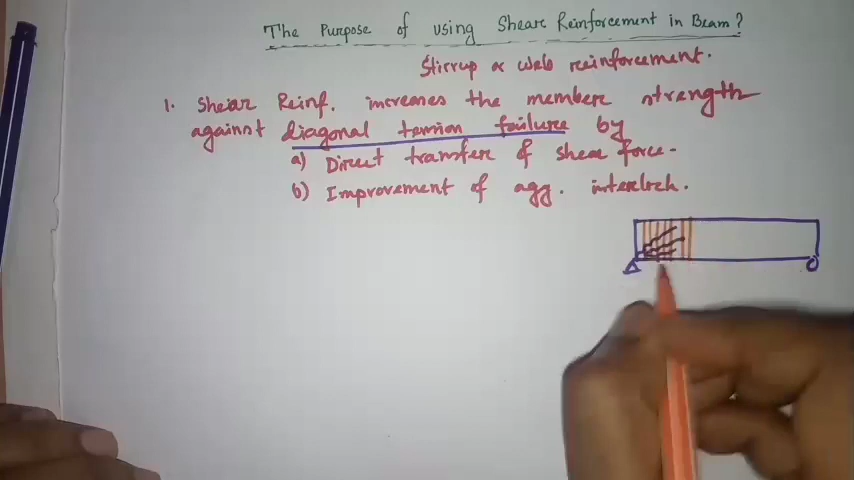 The Purpose of using Shear Reinforcement in Beam?
Stirrup or Web reinforcement.
1. Shear Reinf. increases the member strength
against diagonal tension failure by
a) Direct transfer of shear force.
b) Improvement of agg. interlock.